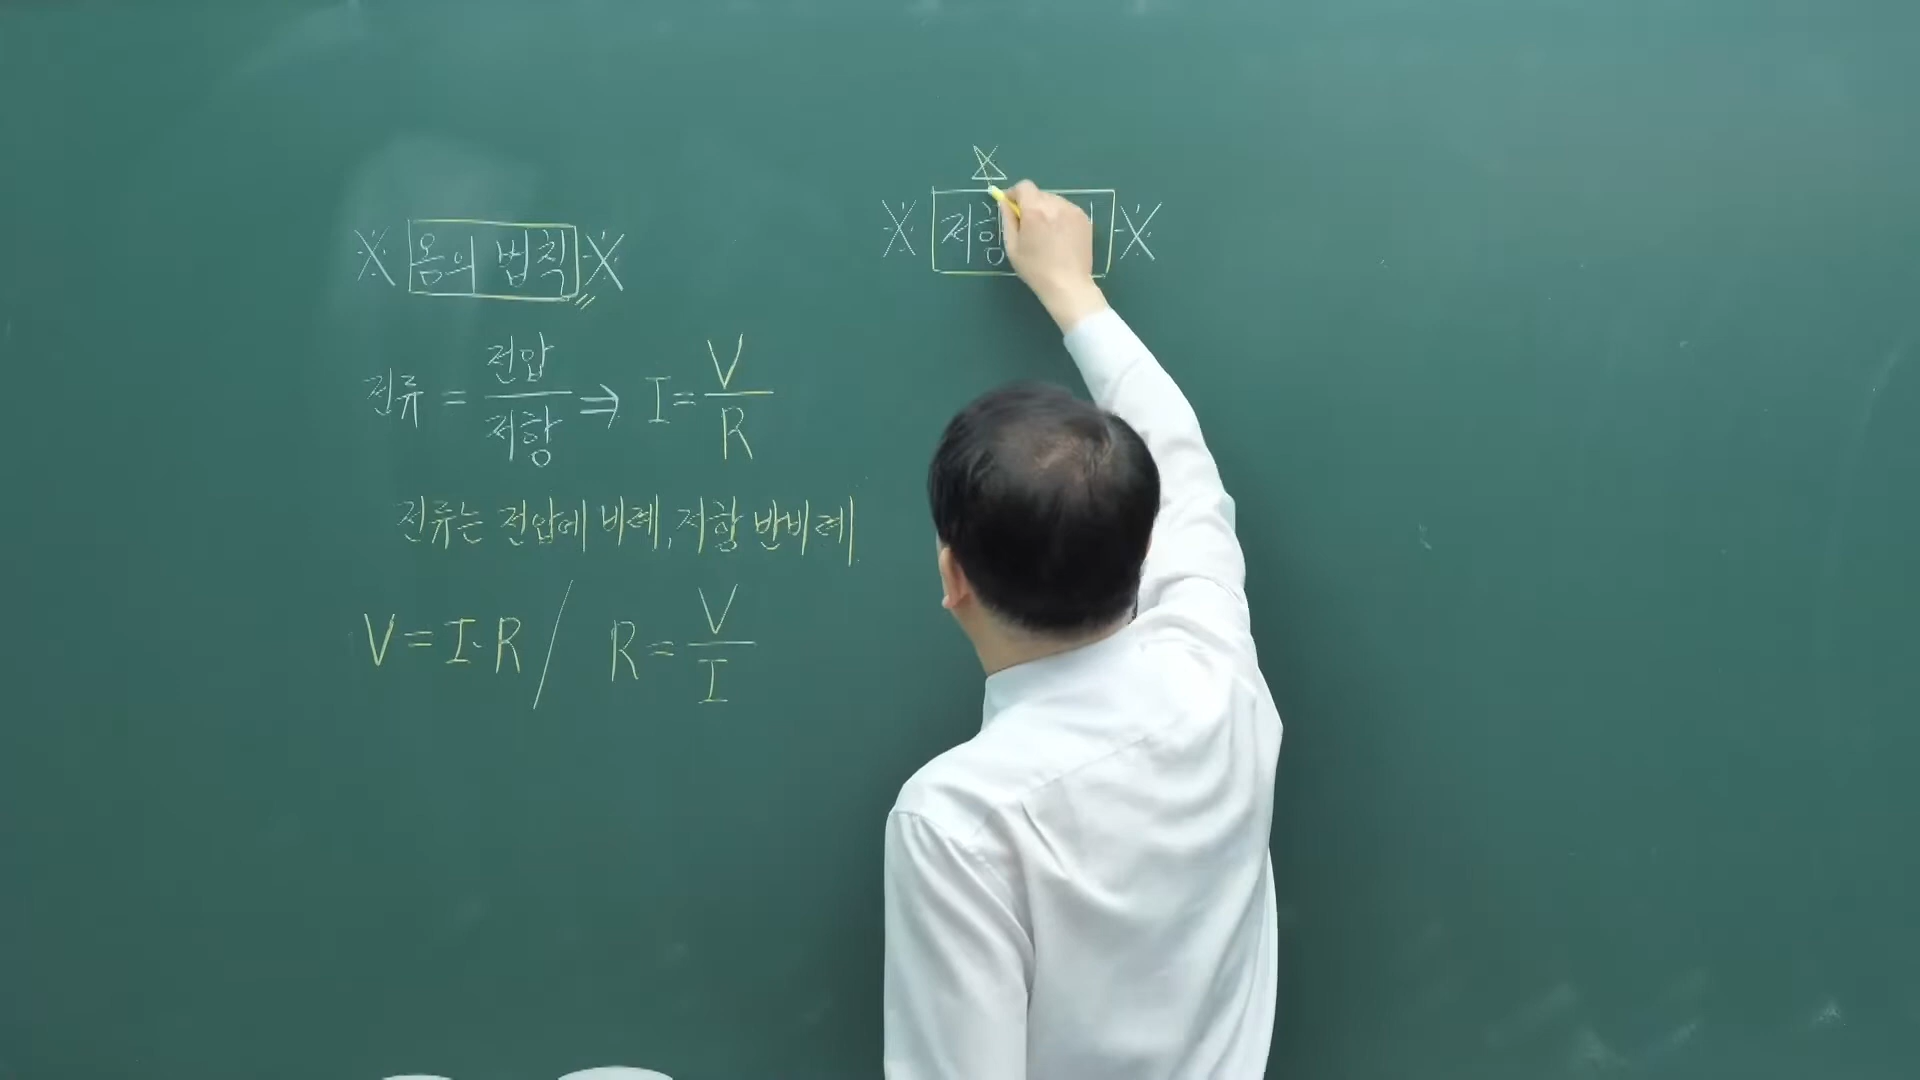 ※ 옴의 법칙 ※
전류 = 전압/저항 ⇒ I = V/R
전류는 전압에 비례, 저항 반비례
V = I·R / R = V/I
※ 저항
※